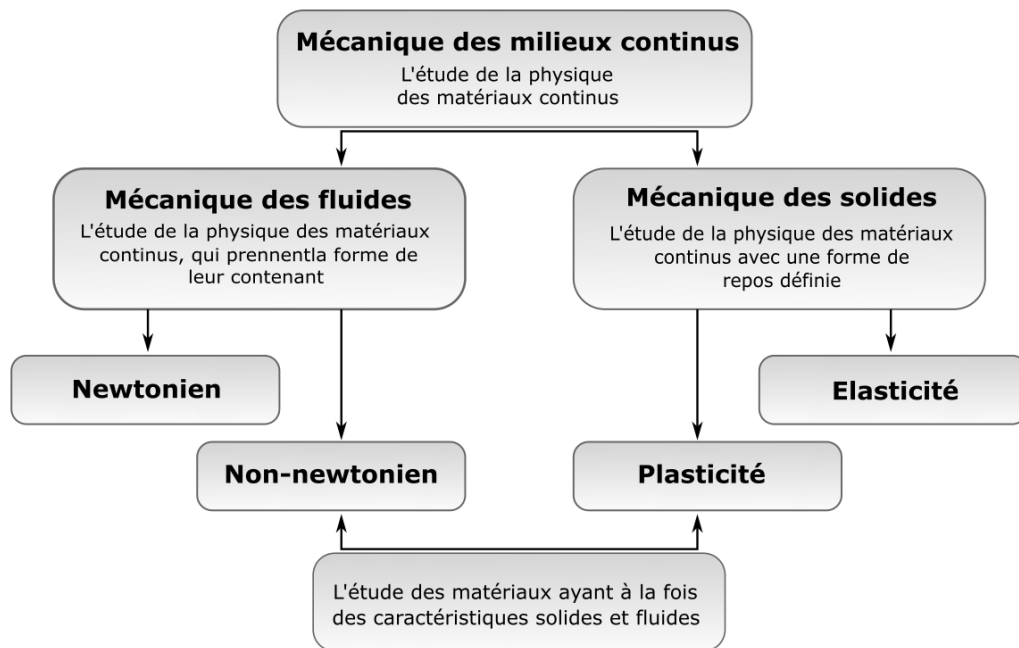 Mécanique des milieux continus
L'étude de la physique
des matériaux continus
Mécanique des fluides
L'étude de la physique des matériaux
continus, qui prennentla forme de
leur contenant
Mécanique des solides
L'étude de la physique des matériaux
continus avec une forme de
repos définie
Newtonien
Elasticité
Non-newtonien
Plasticité
L'étude des matériaux ayant à la fois
des caractéristiques solides et fluides